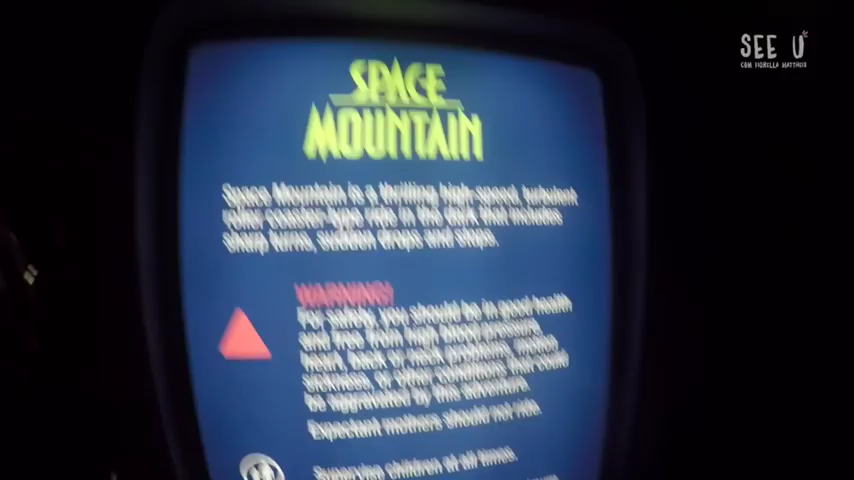 SEE U
COM FIORELLA MATTHEIS
SPACE
MOUNTAIN
Space Mountain is a thrilling high-speed, turbulent
roller coaster-type ride in the dark that includes
sharp turns, sudden drops and stops.
WARNING!
For safety, you should be in good health
and free from high blood pressure,
heart, back or neck problems, motion
sickness, or other conditions that could
be aggravated by this adventure.
Expectant mothers should not ride.
Supervise children at all times.